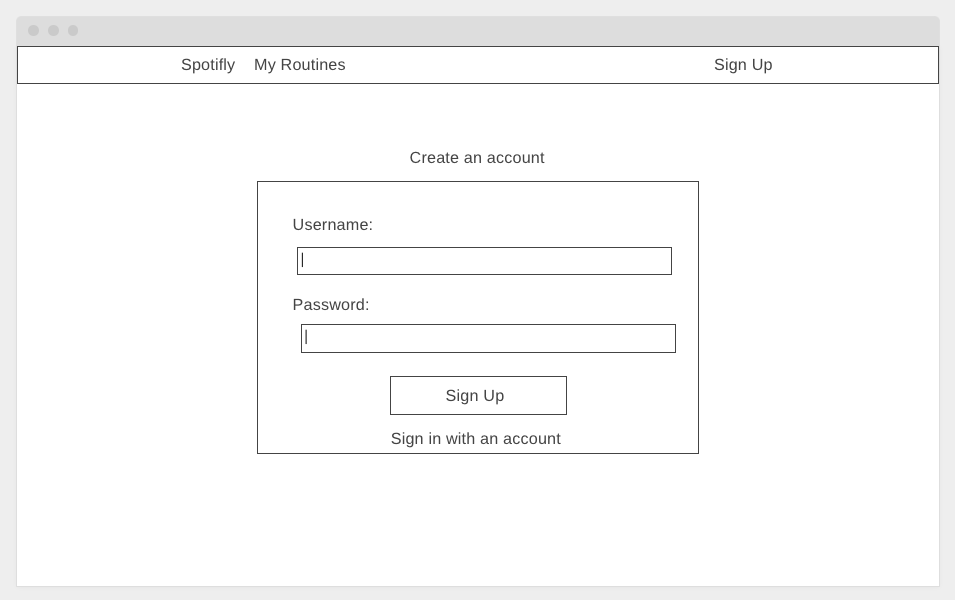 Spotifly My Routines Sign Up
Create an account
Username:
Password:
Sign Up
Sign in with an account